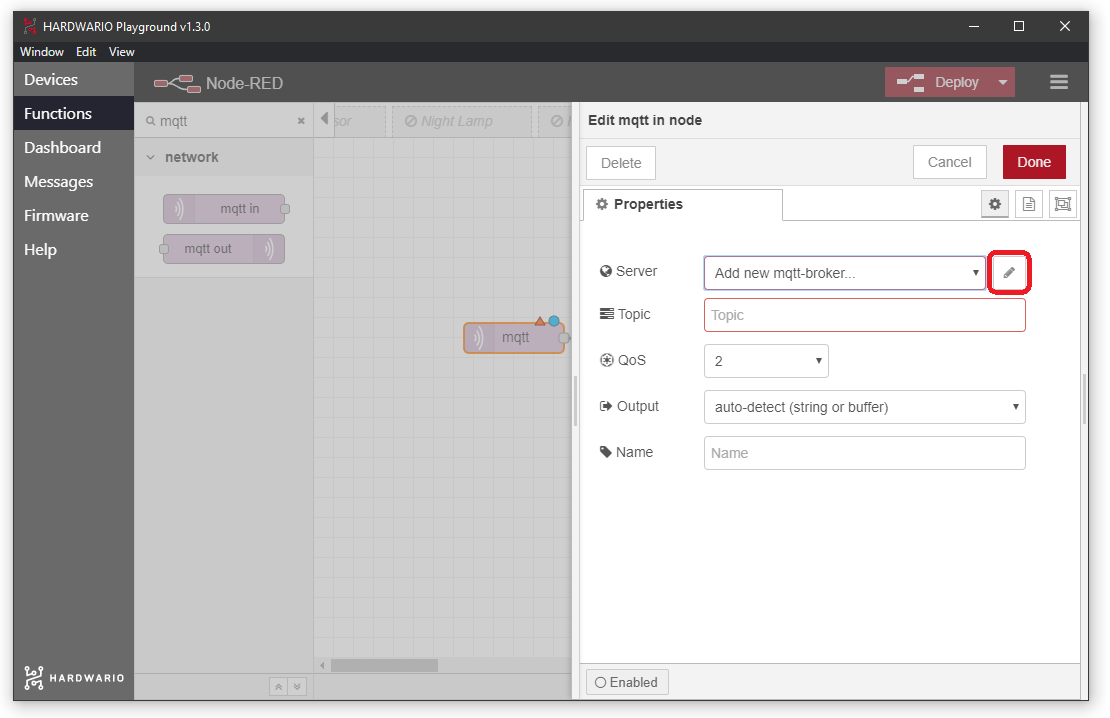 HARDWARIO Playground v1.3.0
Window Edit View
Devices
Functions
Dashboard
Messages
Firmware
Help
HARDWARIO
Node-RED
Deploy
mqtt
sor
Night Lamp
network
mqtt in
mqtt out
mqtt
Edit mqtt in node
Delete
Cancel
Done
Properties
Server
Add new mqtt-broker...
Topic
Topic
QoS
2
Output
auto-detect (string or buffer)
Name
Name
Enabled